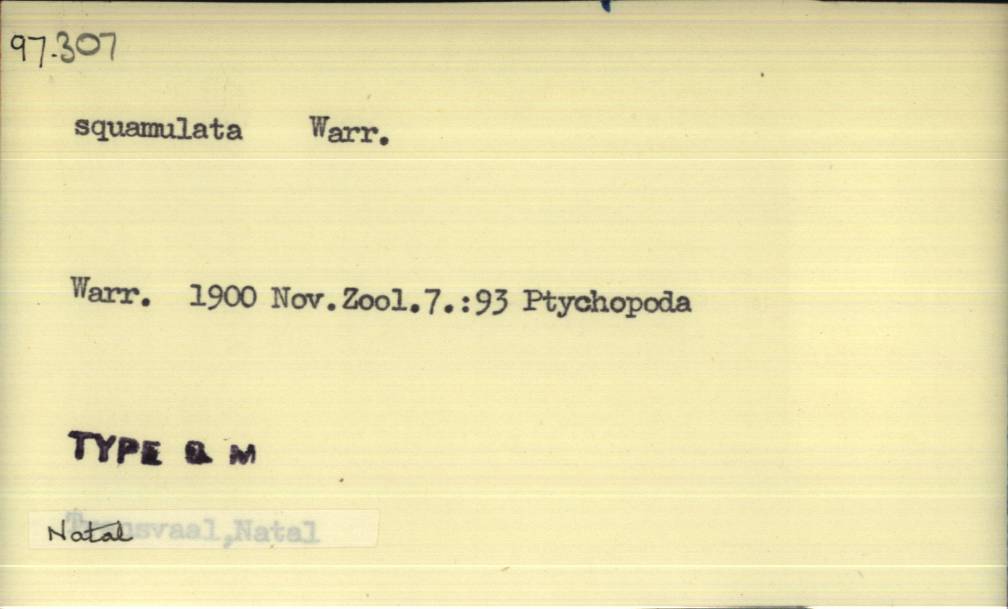 97.307
squamulata Warr.
Warr. 1900 Nov.Zool.7.:93 Ptychopoda
TYPE B M
Natal
Transvaal,Natal